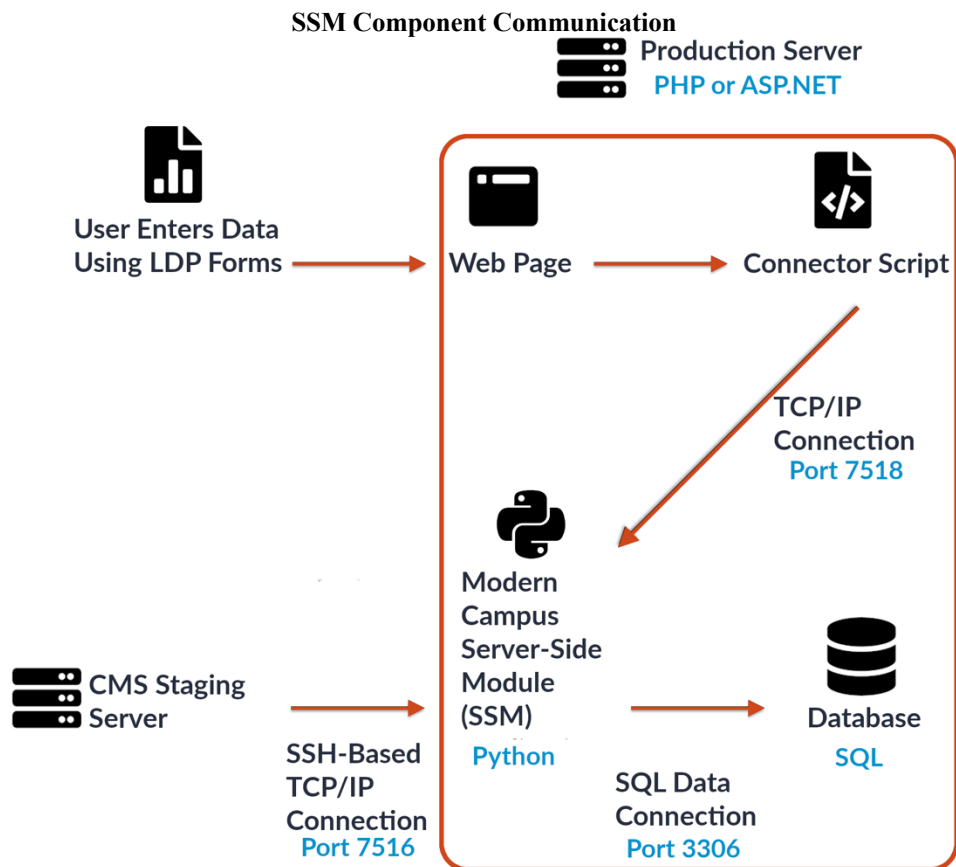 SSM Component Communication
Production Server
PHP or ASP.NET
User Enters Data
Using LDP Forms
Web Page
</>
Connector Script
TCP/IP
Connection
Port 7518
Modern
Campus
Server-Side
Module
(SSM)
Python
CMS Staging
Server
SSH-Based
TCP/IP
Connection
Port 7516
SQL Data
Connection
Port 3306
Database
SQL